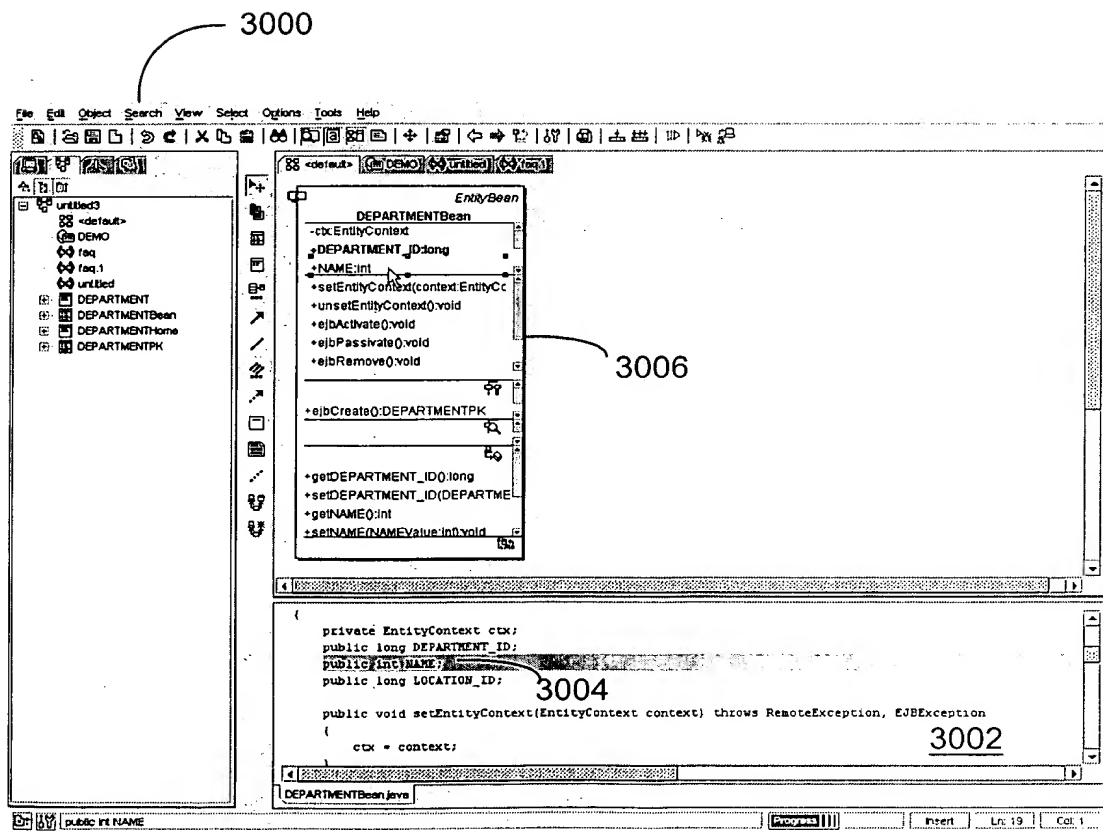 3000
File Edit Object Search View Select Options Tools Help
<default> DEMO untitled faq.1
untitled3
<default>
DEMO
faq
faq.1
untitled
DEPARTMENT
DEPARTMENTBean
DEPARTMENTHome
DEPARTMENTPK
EntityBean
DEPARTMENTBean
-ctx:EntityContext
+DEPARTMENT_ID:long
+NAME:int
+setEntityContext(context:EntityCc
+unsetEntityContext():void
+ejbActivate():void
+ejbPassivate():void
+ejbRemove():void
3006
+ejbCreate():DEPARTMENTPK
+getDEPARTMENT_ID():long
+setDEPARTMENT_ID(DEPARTME
+getNAME():int
+setNAME(NAMEValue:int):void
{
private EntityContext ctx;
public long DEPARTMENT_ID;
public int NAME;
public long LOCATION_ID;
3004
public void setEntityContext(EntityContext context) throws RemoteException, EJBException
{
ctx = context;
}
3002
DEPARTMENTBean.java
public int NAME
Progress Insert Ln: 19 Col: 1